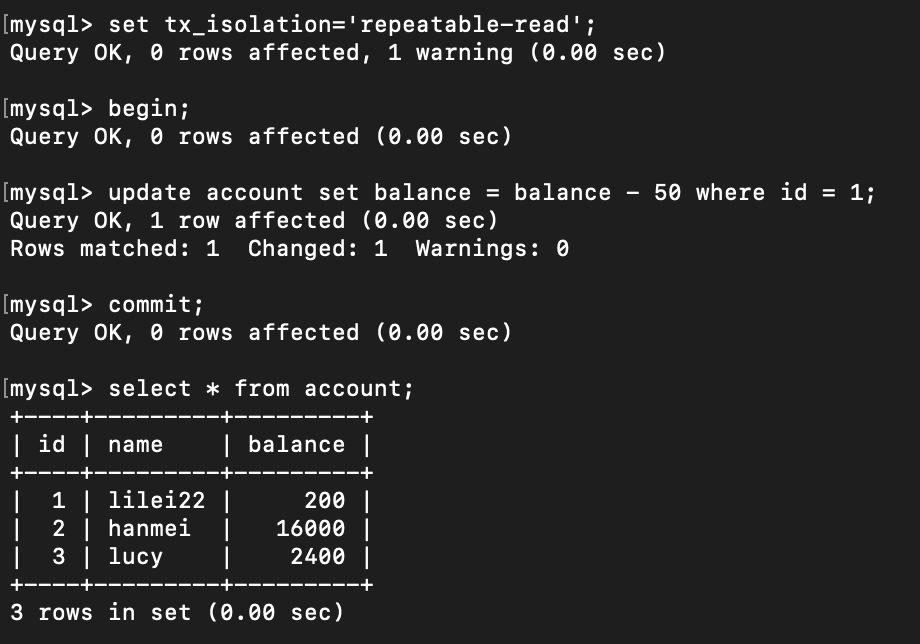 [mysql> set tx_isolation='repeatable-read';
Query OK, 0 rows affected, 1 warning (0.00 sec)
[mysql> begin;
Query OK, 0 rows affected (0.00 sec)
[mysql> update account set balance = balance - 50 where id = 1;
Query OK, 1 row affected (0.00 sec)
Rows matched: 1  Changed: 1  Warnings: 0
[mysql> commit;
Query OK, 0 rows affected (0.00 sec)
[mysql> select * from account;
+----+---------+---------+
| id | name    | balance |
+----+---------+---------+
|  1 | lilei22 |     200 |
|  2 | hanmei  |   16000 |
|  3 | lucy    |    2400 |
+----+---------+---------+
3 rows in set (0.00 sec)